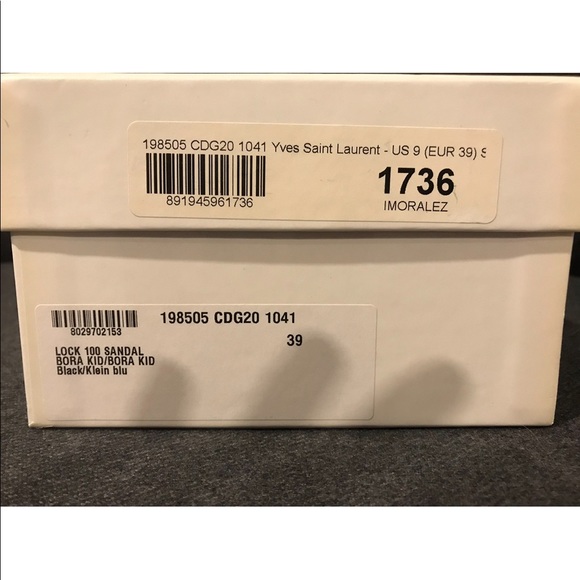 198505 CDG20 1041 Yves Saint Laurent - US 9 (EUR 39) S
891945961736
1736
IMORALEZ
8029702153
198505 CDG20 1041
39
LOCK 100 SANDAL
BORA KID/BORA KID
Black/Klein blu